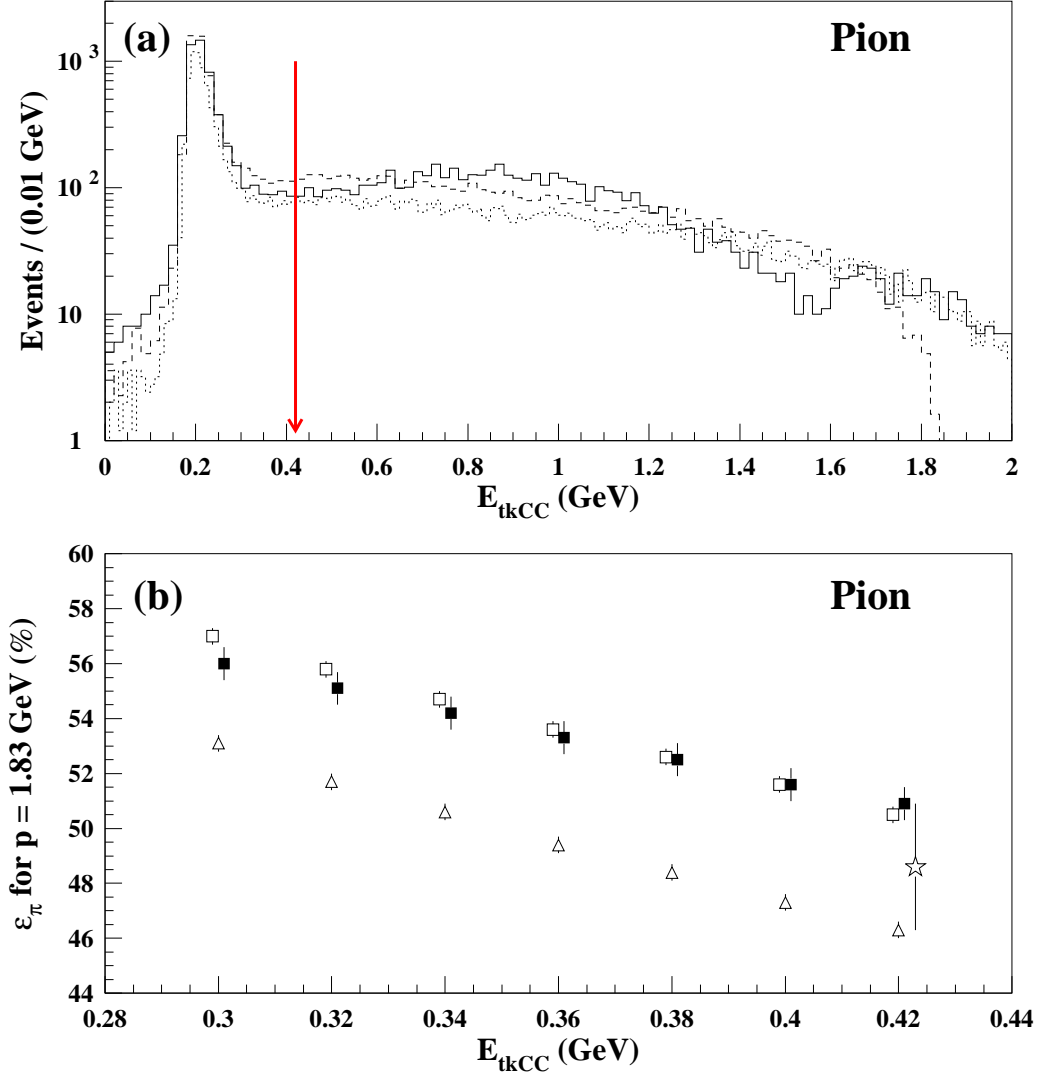 (a) Pion
Events / (0.01 GeV)
10³
10²
10
1
0 0.2 0.4 0.6 0.8 1 1.2 1.4 1.6 1.8 2
E_tkCC (GeV)
(b) Pion
ε_π for p = 1.83 GeV (%)
60
58
56
54
52
50
48
46
44
0.28 0.3 0.32 0.34 0.36 0.38 0.4 0.42 0.44
E_tkCC (GeV)